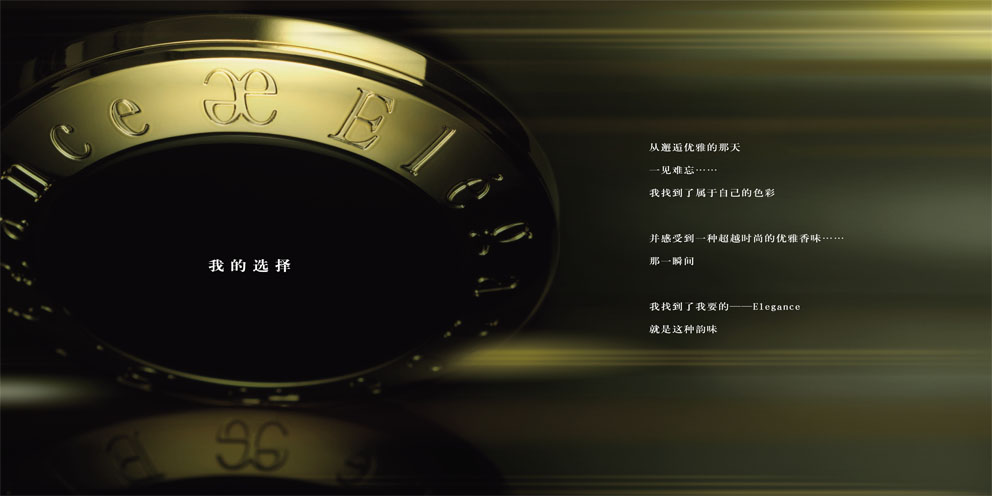 nce æ Elega
我的选择
从邂逅优雅的那天
一见难忘……
我找到了属于自己的色彩
并感受到一种超越时尚的优雅香味……
那一瞬间
我找到了我要的——Elegance
就是这种韵味